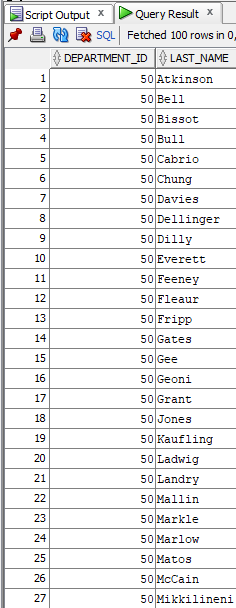 Script Output x Query Result x
SQL | Fetched 100 rows in 0,
DEPARTMENT_ID LAST_NAME
1 50 Atkinson
2 50 Bell
3 50 Bissot
4 50 Bull
5 50 Cabrio
6 50 Chung
7 50 Davies
8 50 Dellinger
9 50 Dilly
10 50 Everett
11 50 Feeney
12 50 Fleaur
13 50 Fripp
14 50 Gates
15 50 Gee
16 50 Geoni
17 50 Grant
18 50 Jones
19 50 Kaufling
20 50 Ladwig
21 50 Landry
22 50 Mallin
23 50 Markle
24 50 Marlow
25 50 Matos
26 50 McCain
27 50 Mikkilineni